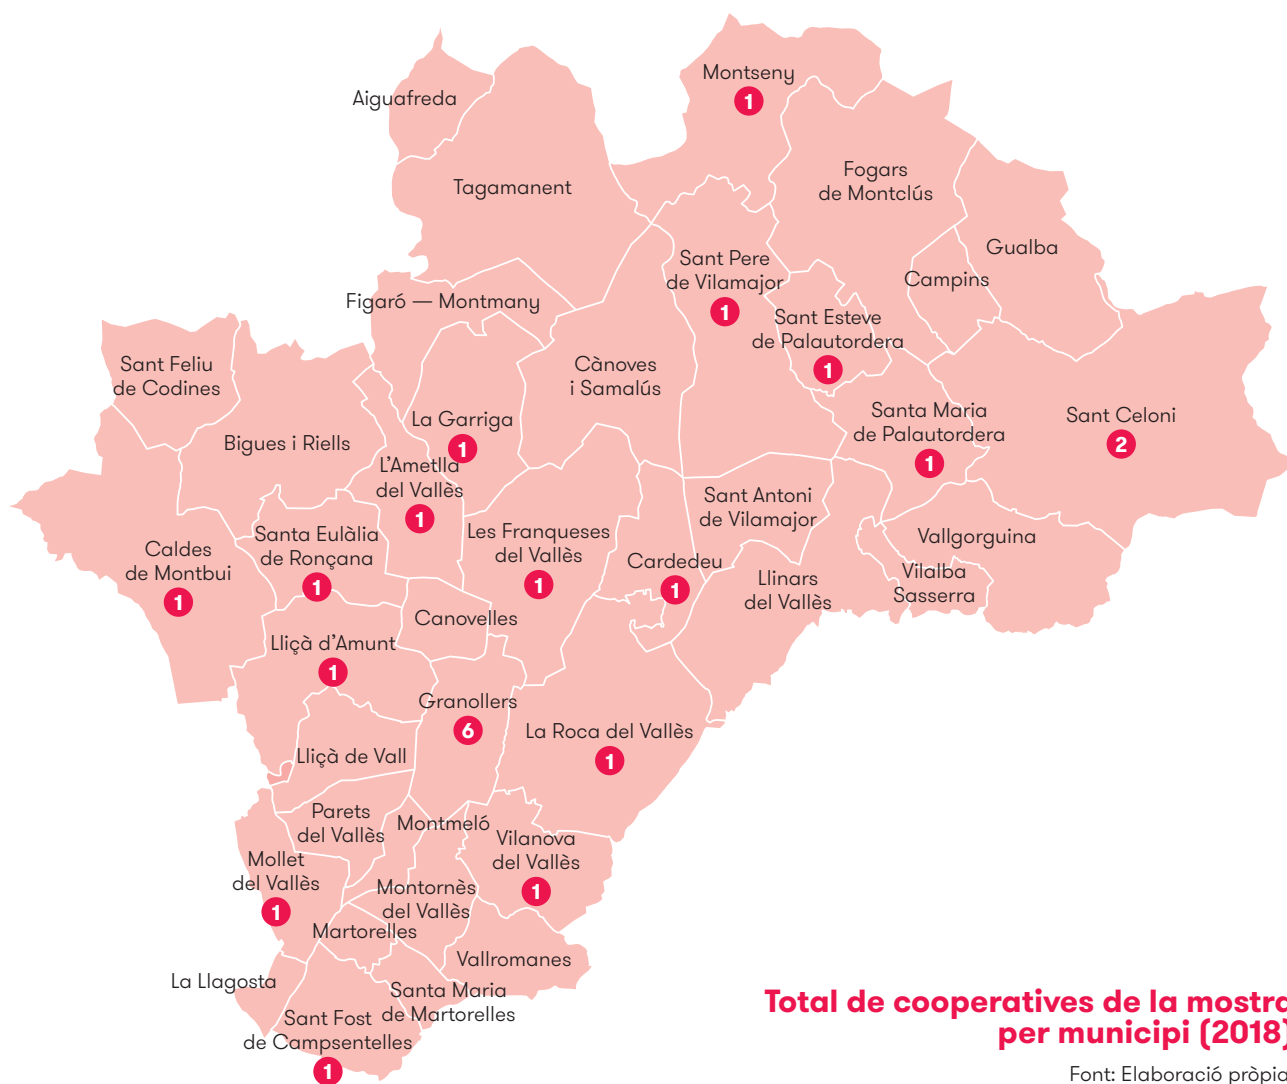 Montseny
1
Aiguafreda
Fogars
de Montclús
Tagamanent
Gualba
Sant Pere
de Vilamajor
1
Campins
Figaró — Montmany
Sant Esteve
de Palautordera
1
Sant Feliu
de Codines
Cànoves
i Samalús
La Garriga
1
Santa Maria
de Palautordera
1
Sant Celoni
2
Bigues i Riells
L'Ametlla
del Vallès
1
Sant Antoni
de Vilamajor
Santa Eulàlia
de Ronçana
1
Les Franqueses
del Vallès
1
Vallgorguina
Caldes
de Montbui
1
Cardedeu
1
Llinars
del Vallès
Vilalba
Sasserra
Canovelles
Lliçà d'Amunt
1
Granollers
6
La Roca del Vallès
1
Lliçà de Vall
Parets
del Vallès
Montmeló
Vilanova
del Vallès
1
Mollet
del Vallès
1
Montornès
del Vallès
Martorelles
Vallromanes
La Llagosta
Santa Maria
de Martorelles
Sant Fost
de Campsentelles
1
Total de cooperatives de la mostra
per municipi (2018)
Font: Elaboració pròpia